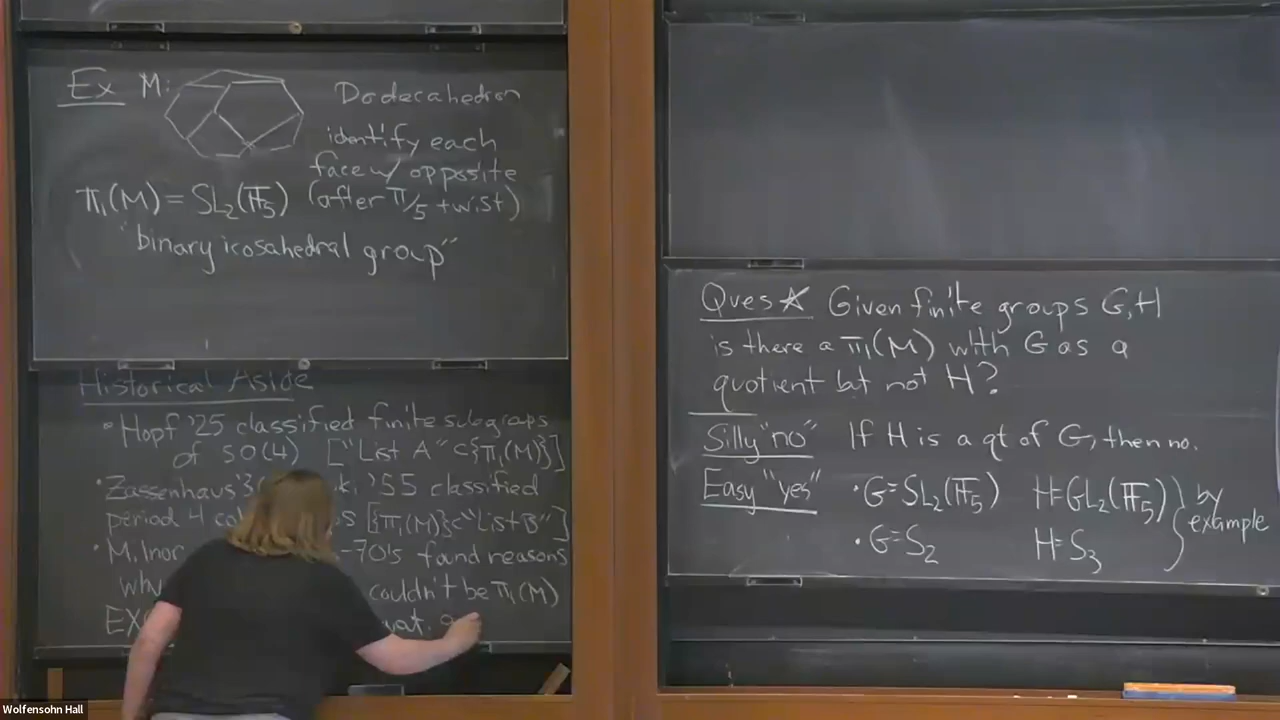 Ex M:
Dodecahedron
identify each
face w/ opposite
(after π/5 twist)
π₁(M) = SL₂(𝔽₅)
"binary icosahedral group"
Historical Aside
• Hopf '25 classified finite subgroups
of SO(4) ["List A" ⊂ {π₁(M)}]
• Zassenhaus '3 '55 classified
period 4 [{π₁(M)} ⊂ "List B"]
• Milnor -70's found reasons
why couldn't be π₁(M)
Ques ★ Given finite groups G, H
is there a π₁(M) with G as a
quotient but not H?
Silly "no" If H is a qt of G, then no.
Easy "yes" • G=SL₂(𝔽₅) H=GL₂(𝔽₅) } by
example
• G=S₂ H=S₃
Wolfensohn Hall